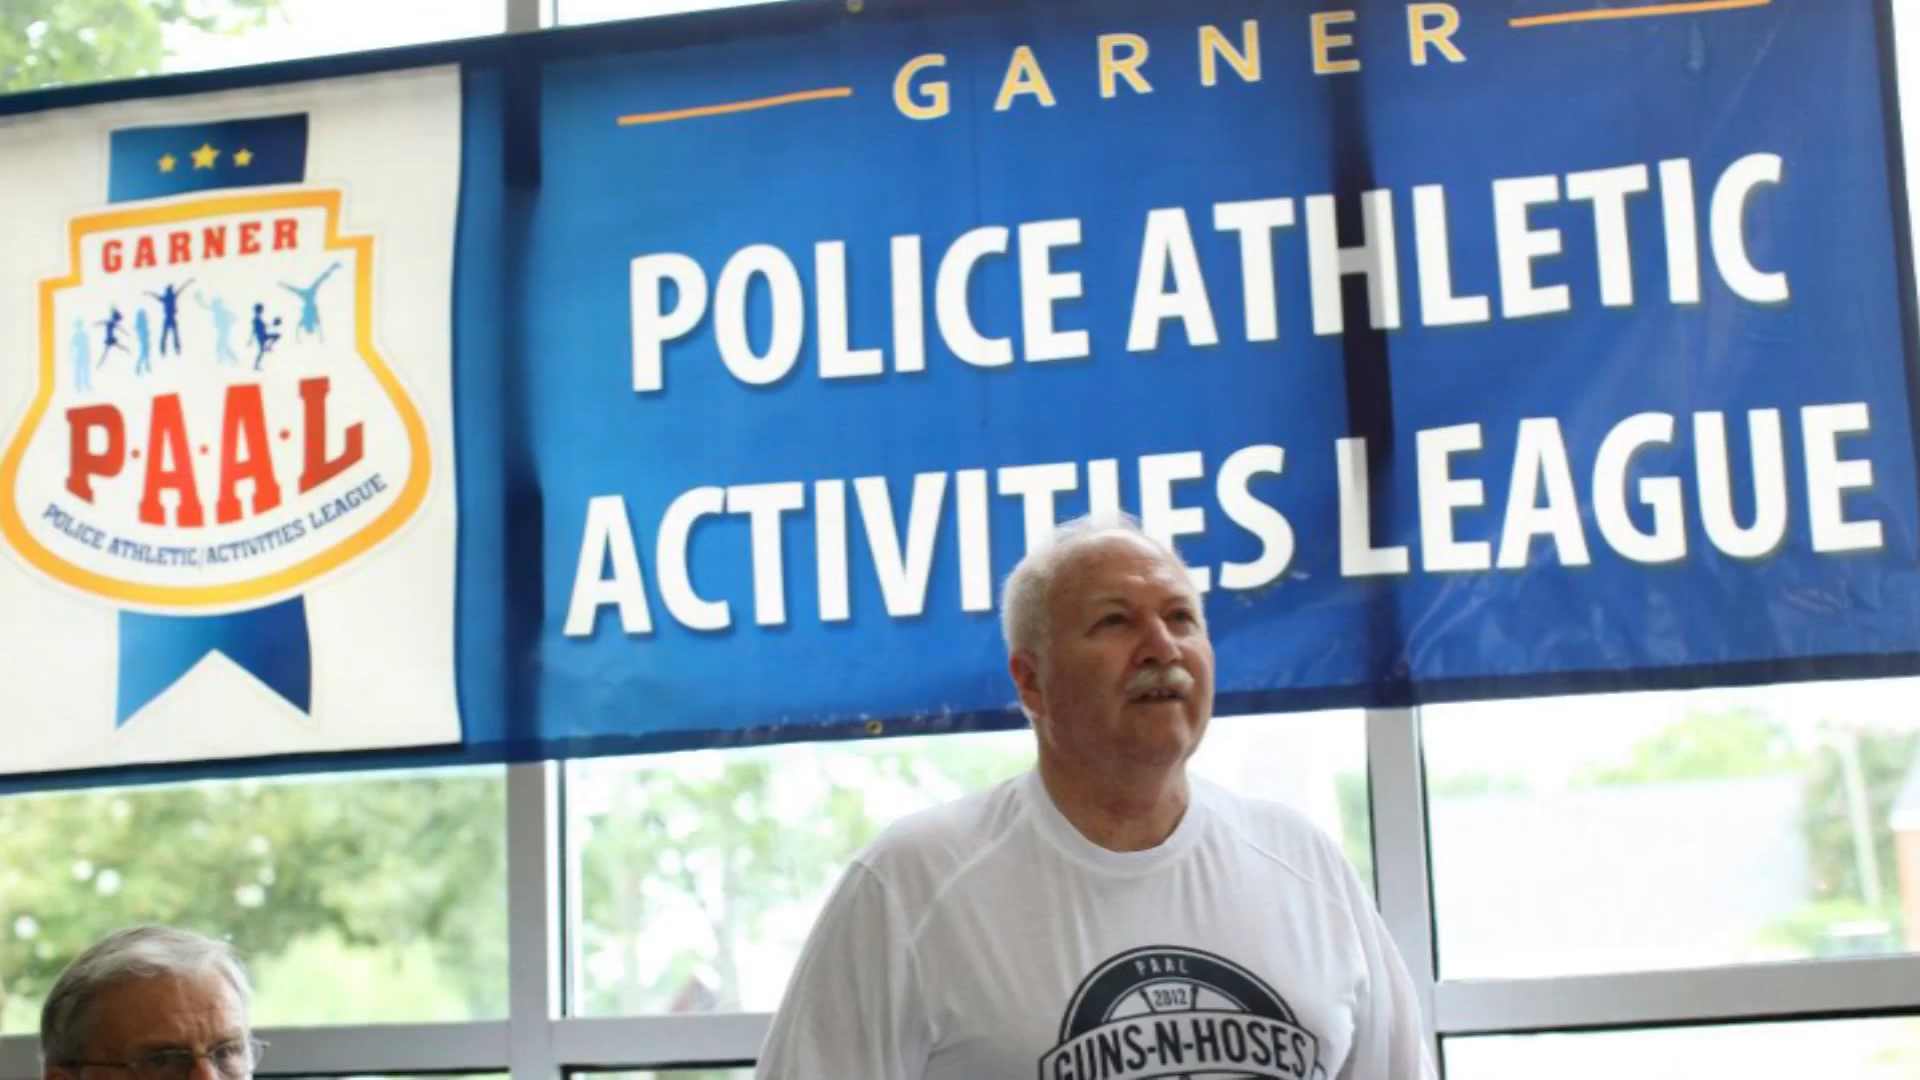 GARNER
P.A.A.L
POLICE ATHLETIC/ACTIVITIES LEAGUE
GARNER
POLICE ATHLETIC
ACTIVITIES LEAGUE
PAAL
2012
GUNS-N-HOSES